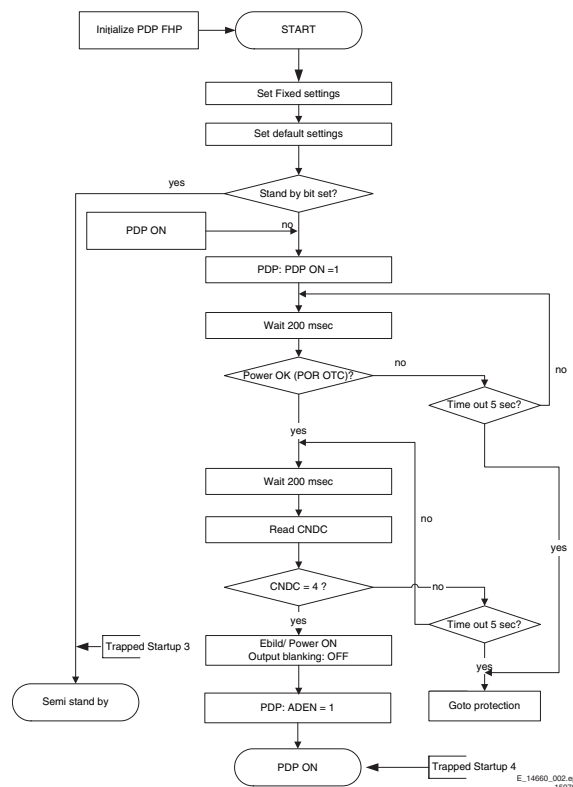 Initialize PDP FHP
START
Set Fixed settings
Set default settings
yes
Stand by bit set?
no
PDP ON
PDP: PDP ON =1
Wait 200 msec
no
no
Power OK (POR OTC)?
Time out 5 sec?
yes
Wait 200 msec
no
Read CNDC
yes
CNDC = 4 ?
no
yes
Time out 5 sec?
Trapped Startup 3
Ebild/ Power ON
Output blanking: OFF
yes
Semi stand by
PDP: ADEN = 1
Goto protection
PDP ON
Trapped Startup 4